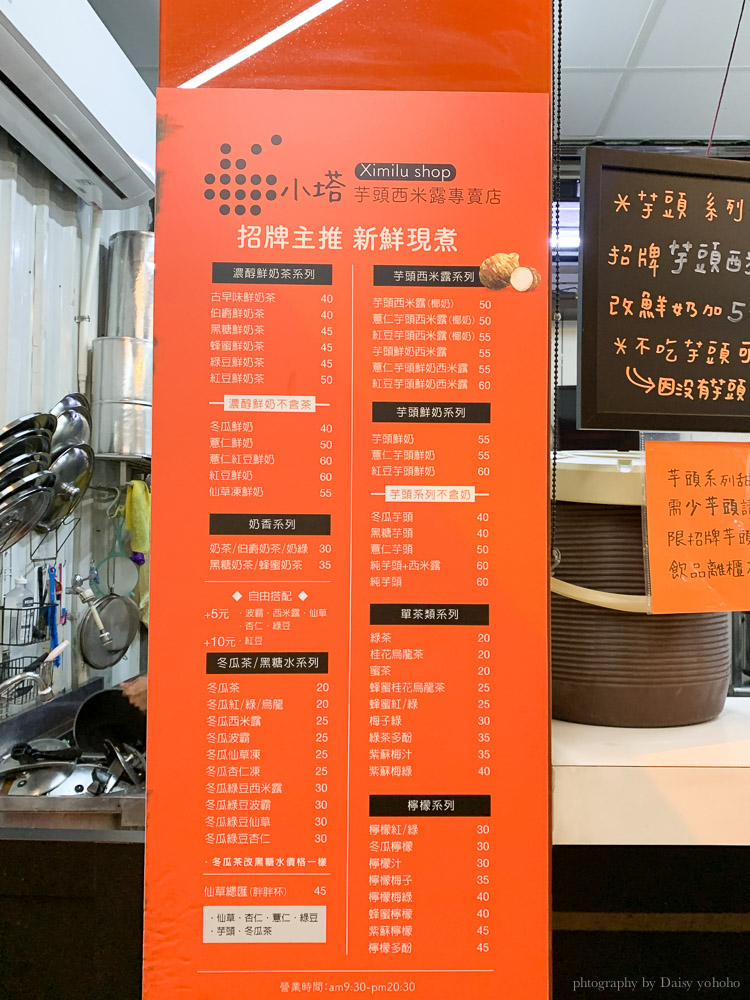 小塔
Ximilu shop
芋頭西米露專賣店
招牌主推 新鮮現煮
濃醇鮮奶茶系列
古早味鮮奶茶 40
伯爵鮮奶茶 40
黑糖鮮奶茶 45
蜂蜜鮮奶茶 45
綠豆鮮奶茶 45
紅豆鮮奶茶 50
濃醇鮮奶不含茶
冬瓜鮮奶 40
薏仁鮮奶 50
薏仁紅豆鮮奶 60
紅豆鮮奶 60
仙草凍鮮奶 55
奶香系列
奶茶/伯爵奶茶/奶綠 30
黑糖奶茶/蜂蜜奶茶 35
◆ 自由搭配 ◆
+5元 ·波霸·西米露·仙草
·杏仁·綠豆
+10元·紅豆
冬瓜茶/黑糖水系列
冬瓜茶 20
冬瓜紅/綠/烏龍 20
冬瓜西米露 25
冬瓜波霸 25
冬瓜仙草凍 25
冬瓜杏仁凍 25
冬瓜綠豆西米露 30
冬瓜綠豆波霸 30
冬瓜綠豆仙草 30
冬瓜綠豆杏仁 30
·冬瓜茶改黑糖水價格一樣
仙草總匯(胖胖杯) 45
·仙草·杏仁·薏仁·綠豆
·芋頭·冬瓜茶
芋頭西米露系列
芋頭西米露(椰奶) 50
薏仁芋頭西米露(椰奶) 50
紅豆芋頭西米露(椰奶) 55
芋頭鮮奶西米露 55
薏仁芋頭鮮奶西米露 55
紅豆芋頭鮮奶西米露 60
芋頭鮮奶系列
芋頭鮮奶 55
薏仁芋頭鮮奶 55
紅豆芋頭鮮奶 60
芋頭系列不含奶
冬瓜芋頭 40
黑糖芋頭 40
薏仁芋頭 50
純芋頭+西米露 60
純芋頭 60
單茶類系列
綠茶 20
桂花烏龍茶 20
蜜茶 20
蜂蜜桂花烏龍茶 25
蜂蜜紅/綠 25
梅子綠 30
綠茶多酚 35
紫蘇梅汁 35
紫蘇梅綠 40
檸檬系列
檸檬紅/綠 30
冬瓜檸檬 30
檸檬汁 30
檸檬梅子 35
檸檬梅綠 40
蜂蜜檸檬 40
紫蘇檸檬 45
檸檬多酚 45
營業時間:am9:30-pm20:30
*芋頭 系列
招牌 芋頭西米
改鮮奶加5
*不吃芋頭可
因沒有芋頭
芋頭系列甜
需少芋頭請
限招牌芋頭
飲品離櫃
photography by Daisy yohoho